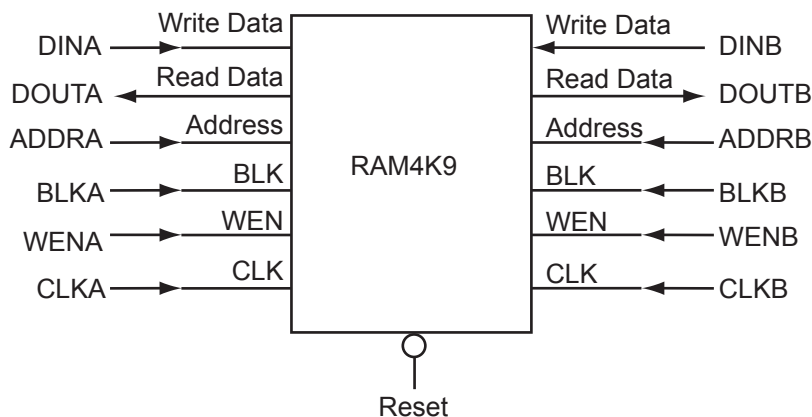 DINA Write Data Write Data DINB
DOUTA Read Data Read Data DOUTB
ADDRA Address Address ADDRB
RAM4K9
BLKA BLK BLK BLKB
WENA WEN WEN WENB
CLKA CLK CLK CLKB
Reset